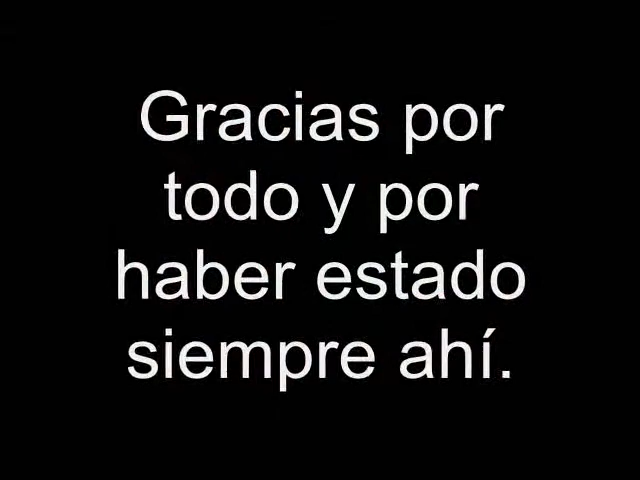 Gracias por
todo y por
haber estado
siempre ahí.